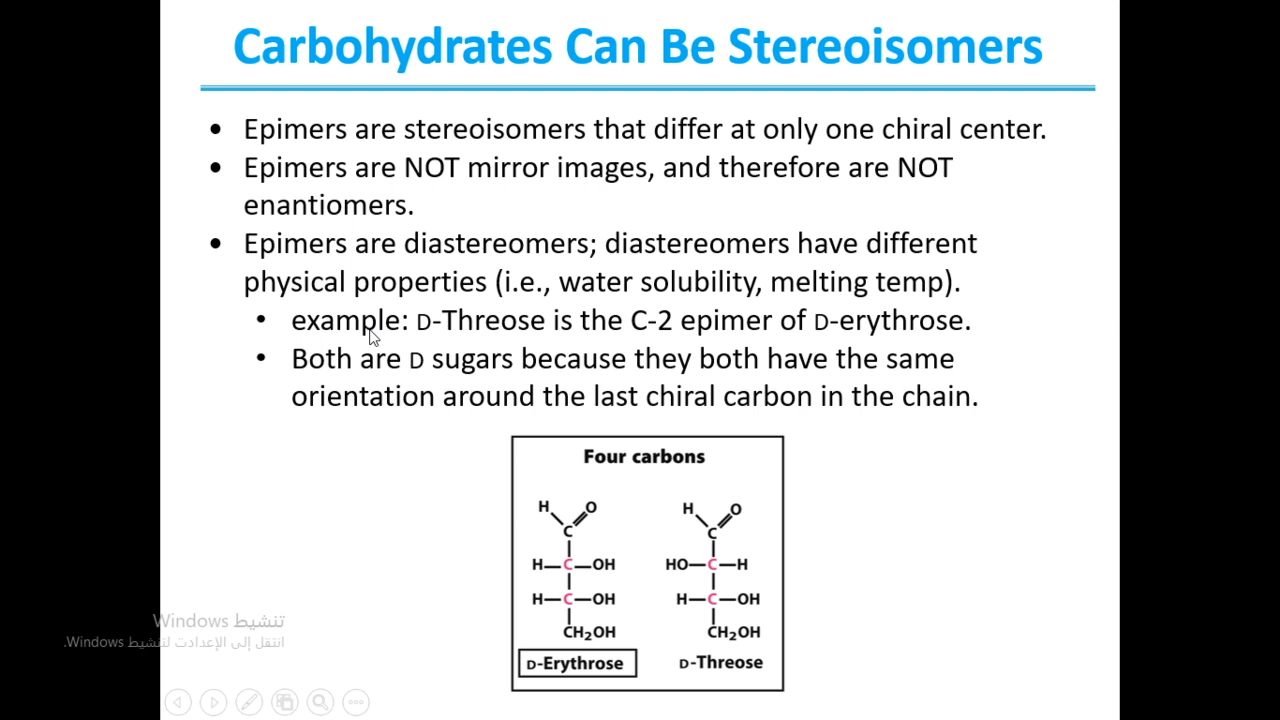 Carbohydrates Can Be Stereoisomers
• Epimers are stereoisomers that differ at only one chiral center.
• Epimers are NOT mirror images, and therefore are NOT
enantiomers.
• Epimers are diastereomers; diastereomers have different
physical properties (i.e., water solubility, melting temp).
• example: D-Threose is the C-2 epimer of D-erythrose.
• Both are D sugars because they both have the same
orientation around the last chiral carbon in the chain.
Four carbons
H O H O
C C
H—C—OH HO—C—H
H—C—OH H—C—OH
CH₂OH CH₂OH
D-Erythrose D-Threose
تنشيط Windows
انتقل إلى الإعدادت لتنشيط Windows.